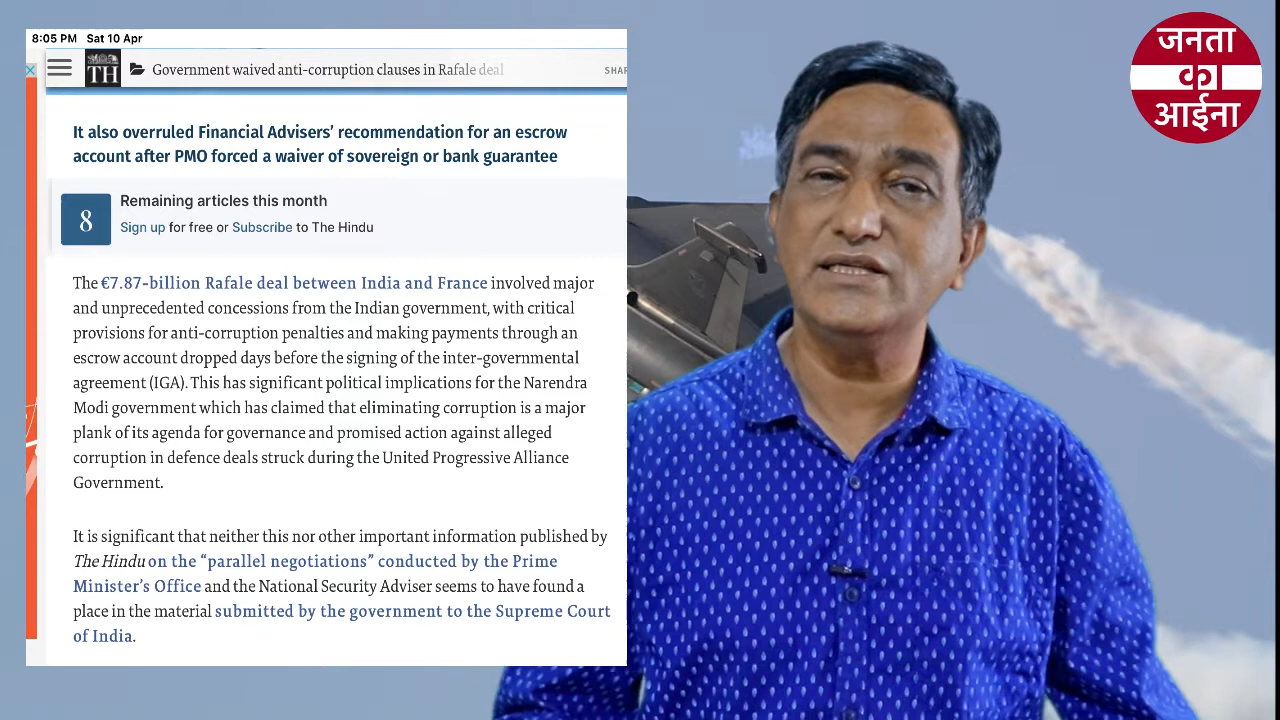 8:05 PM Sat 10 Apr
TH
Government waived anti-corruption clauses in Rafale deal
It also overruled Financial Advisers' recommendation for an escrow
account after PMO forced a waiver of sovereign or bank guarantee
8
Remaining articles this month
Sign up for free or Subscribe to The Hindu
The €7.87-billion Rafale deal between India and France involved major
and unprecedented concessions from the Indian government, with critical
provisions for anti-corruption penalties and making payments through an
escrow account dropped days before the signing of the inter-governmental
agreement (IGA). This has significant political implications for the Narendra
Modi government which has claimed that eliminating corruption is a major
plank of its agenda for governance and promised action against alleged
corruption in defence deals struck during the United Progressive Alliance
Government.
It is significant that neither this nor other important information published by
The Hindu on the “parallel negotiations” conducted by the Prime
Minister’s Office and the National Security Adviser seems to have found a
place in the material submitted by the government to the Supreme Court
of India.
जनता
का
आईना